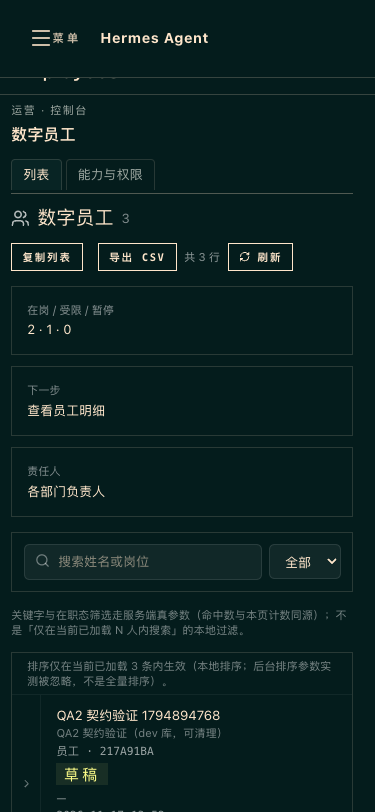 菜单
Hermes Agent
运营 · 控制台
数字员工
列表
能力与权限
数字员工 3
复制列表
导出 CSV
共 3 行
刷新
在岗 / 受限 / 暂停
2 · 1 · 0
下一步
查看员工明细
责任人
各部门负责人
搜索姓名或岗位
全部
关键字与在职态筛选走服务端真参数（命中数与本页计数同源）；不
是「仅在当前已加载 N 人内搜索」的本地过滤。
排序仅在当前已加载 3 条内生效（本地排序；后台排序参数实
测被忽略，不是全量排序）。
QA2 契约验证 1794894768
QA2 契约验证（dev 库，可清理）
员工 · 217A91BA
草稿
—